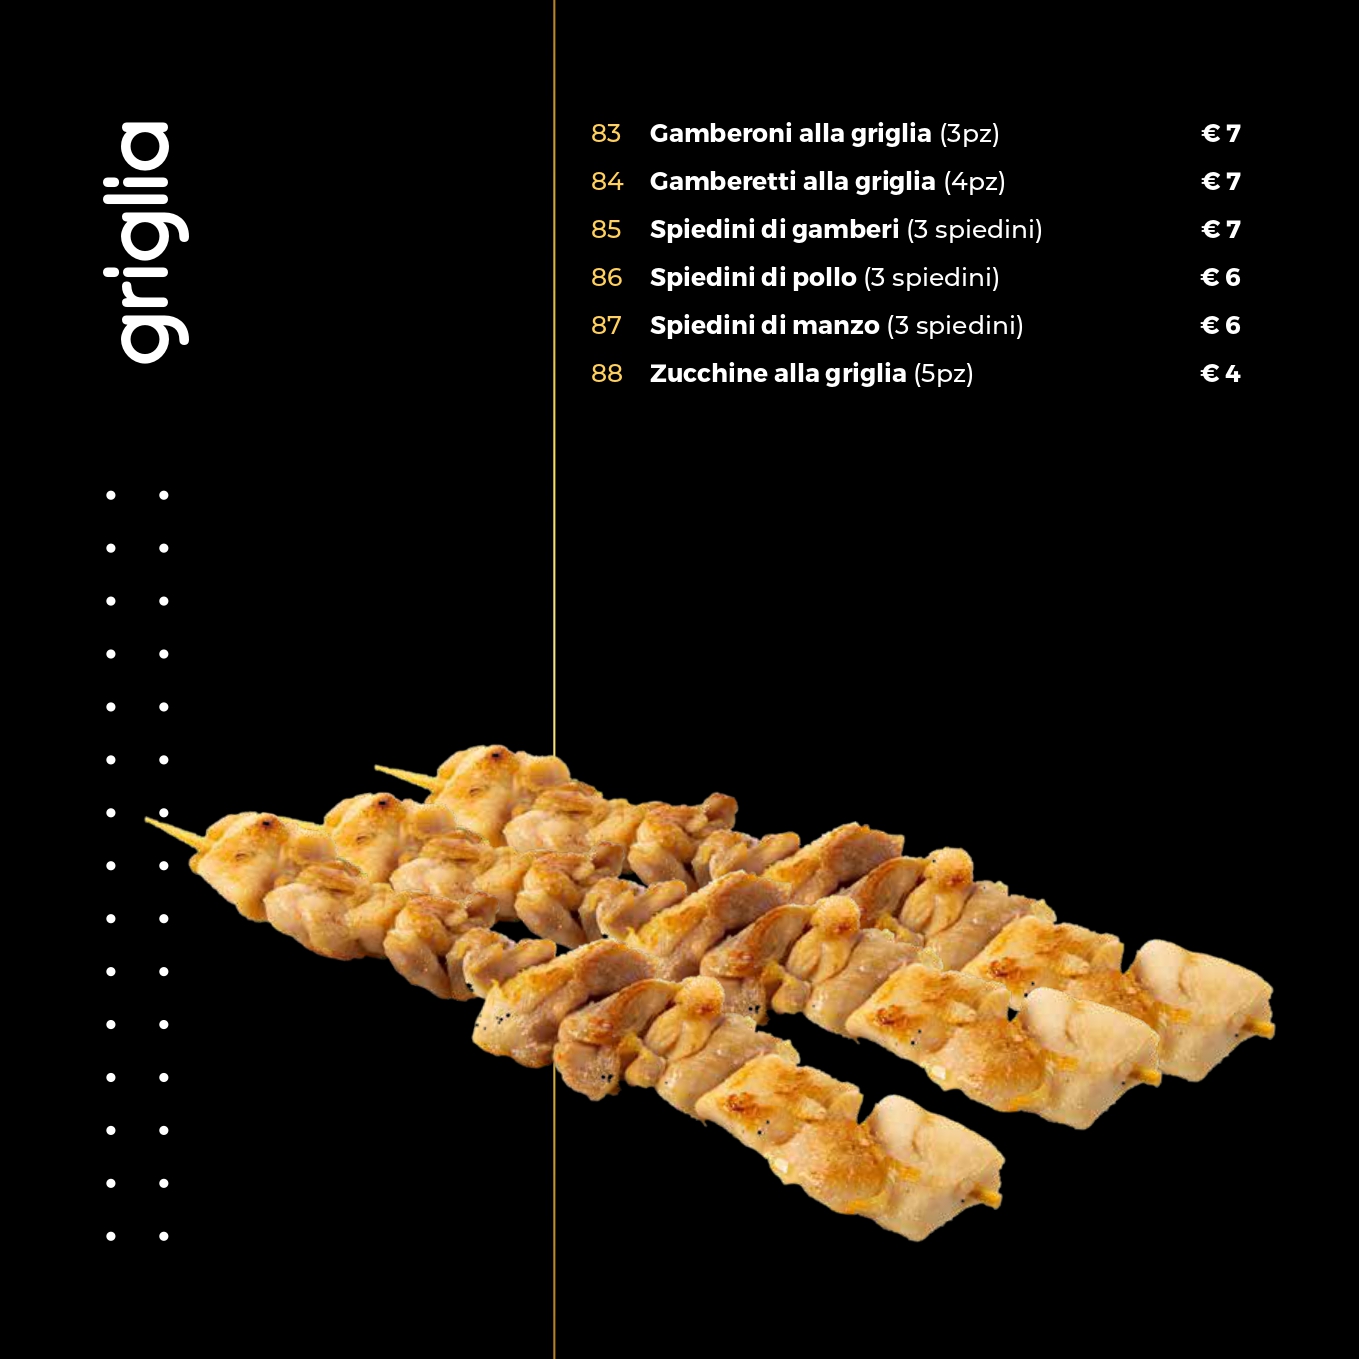 griglia
83 Gamberoni alla griglia (3pz) € 7
84 Gamberetti alla griglia (4pz) € 7
85 Spiedini di gamberi (3 spiedini) € 7
86 Spiedini di pollo (3 spiedini) € 6
87 Spiedini di manzo (3 spiedini) € 6
88 Zucchine alla griglia (5pz) € 4